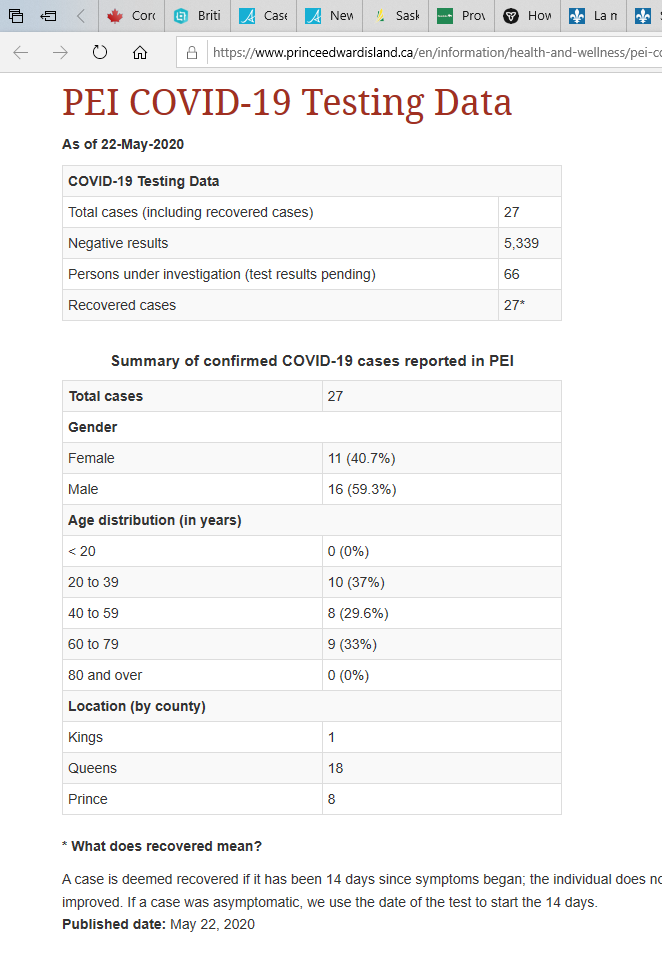 Corc
Briti
Case
New
Sask
Prov
How
La n
https://www.princeedwardisland.ca/en/information/health-and-wellness/pei-co
PEI COVID-19 Testing Data
As of 22-May-2020
COVID-19 Testing Data
Total cases (including recovered cases) 27
Negative results 5,339
Persons under investigation (test results pending) 66
Recovered cases 27*
Summary of confirmed COVID-19 cases reported in PEI
Total cases 27
Gender
Female 11 (40.7%)
Male 16 (59.3%)
Age distribution (in years)
< 20 0 (0%)
20 to 39 10 (37%)
40 to 59 8 (29.6%)
60 to 79 9 (33%)
80 and over 0 (0%)
Location (by county)
Kings 1
Queens 18
Prince 8
* What does recovered mean?
A case is deemed recovered if it has been 14 days since symptoms began; the individual does no
improved. If a case was asymptomatic, we use the date of the test to start the 14 days.
Published date: May 22, 2020